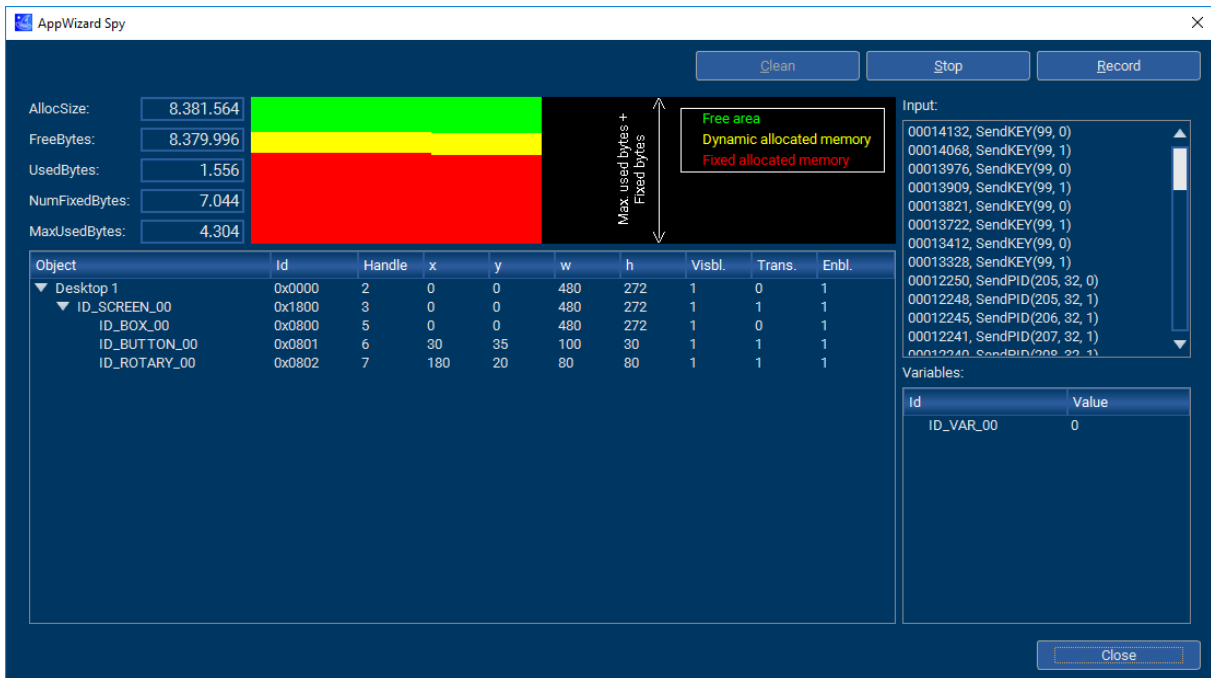 AppWizard Spy
Clean Stop Record
AllocSize: 8.381.564
FreeBytes: 8.379.996
UsedBytes: 1.556
NumFixedBytes: 7.044
MaxUsedBytes: 4.304
Max. used bytes +
Fixed bytes
Free area
Dynamic allocated memory
Fixed allocated memory
Input:
00014132, SendKEY(99, 0)
00014068, SendKEY(99, 1)
00013976, SendKEY(99, 0)
00013909, SendKEY(99, 1)
00013821, SendKEY(99, 0)
00013722, SendKEY(99, 1)
00013412, SendKEY(99, 0)
00013328, SendKEY(99, 1)
00012250, SendPID(205, 32, 0)
00012248, SendPID(205, 32, 1)
00012245, SendPID(206, 32, 1)
00012241, SendPID(207, 32, 1)
00012240, SendPID(208, 32, 1)
Object Id Handle x y w h Visbl. Trans. Enbl.
Desktop 1 0x0000 2 0 0 480 272 1 0 1
ID_SCREEN_00 0x1800 3 0 0 480 272 1 1 1
ID_BOX_00 0x0800 5 0 0 480 272 1 0 1
ID_BUTTON_00 0x0801 6 30 35 100 30 1 1 1
ID_ROTARY_00 0x0802 7 180 20 80 80 1 1 1
Variables:
Id Value
ID_VAR_00 0
Close